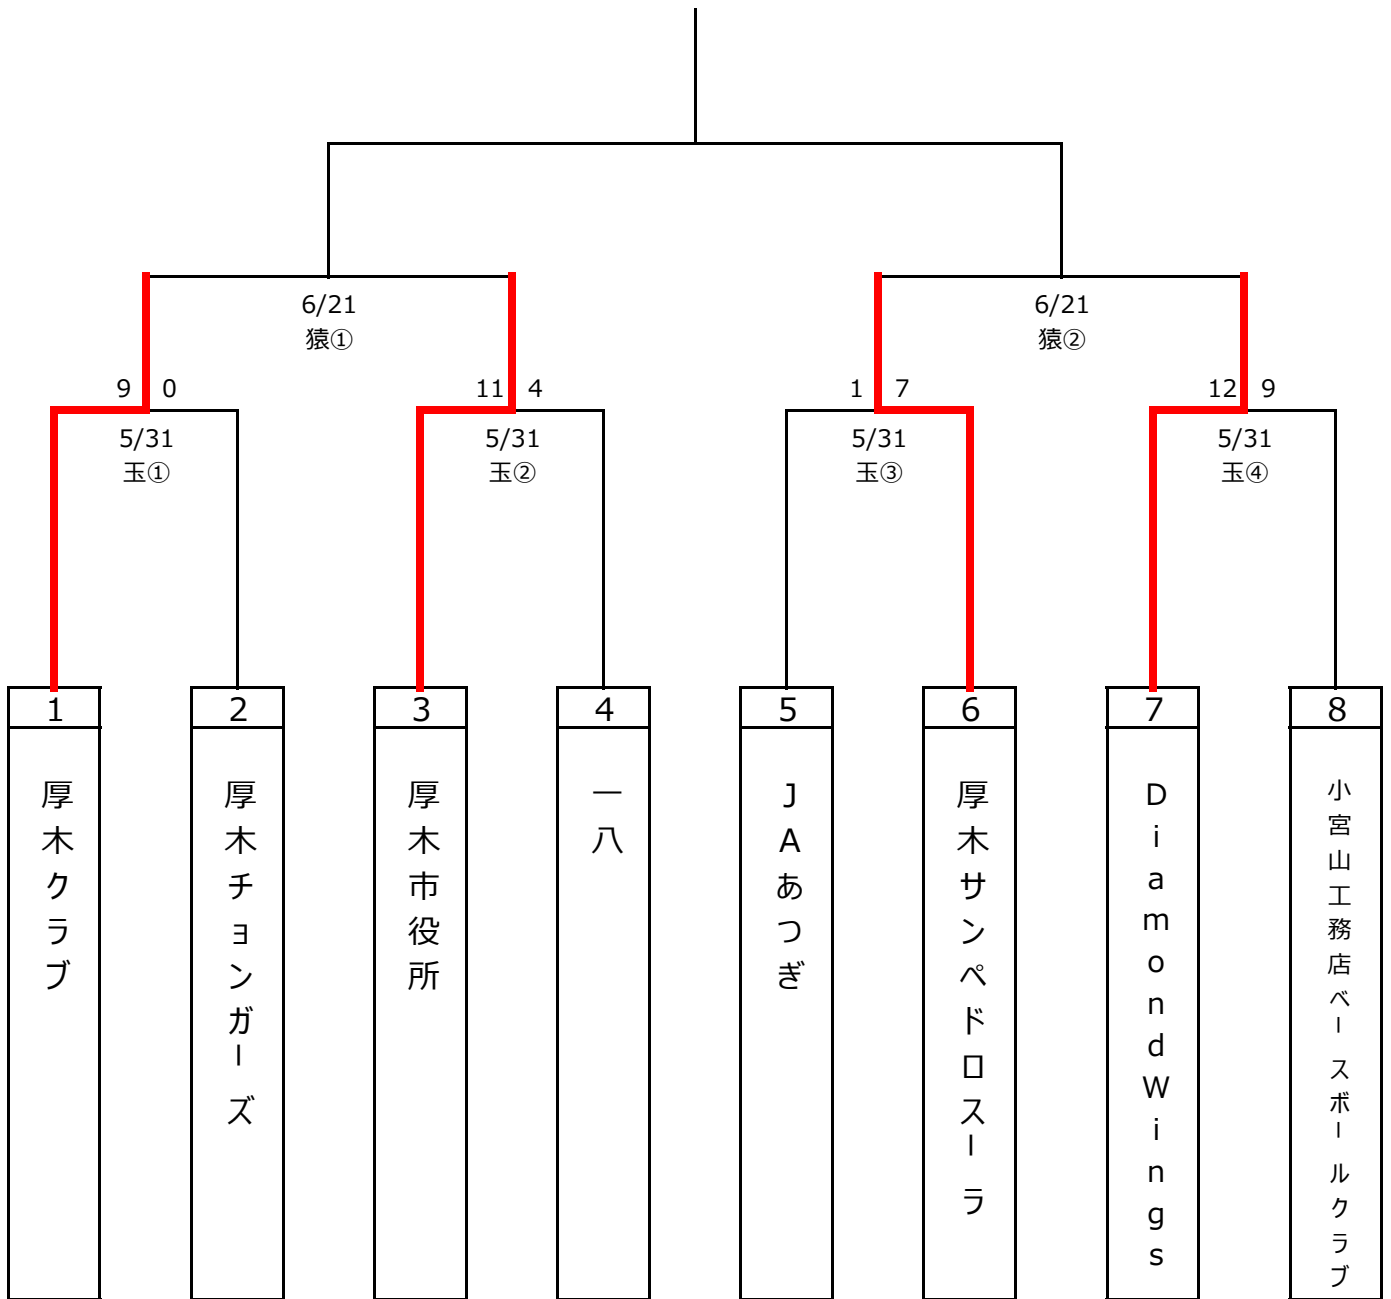 6/21
猿①
6/21
猿②
9 0
11 4
1 7
12 9
5/31
玉①
5/31
玉②
5/31
玉③
5/31
玉④
1
2
3
4
5
6
7
8
厚木クラブ
厚木チョンガーズ
厚木市役所
一八
JAあつぎ
厚木サンペドロスーラ
DiamondWings
小宮山工務店ベースボールクラブ